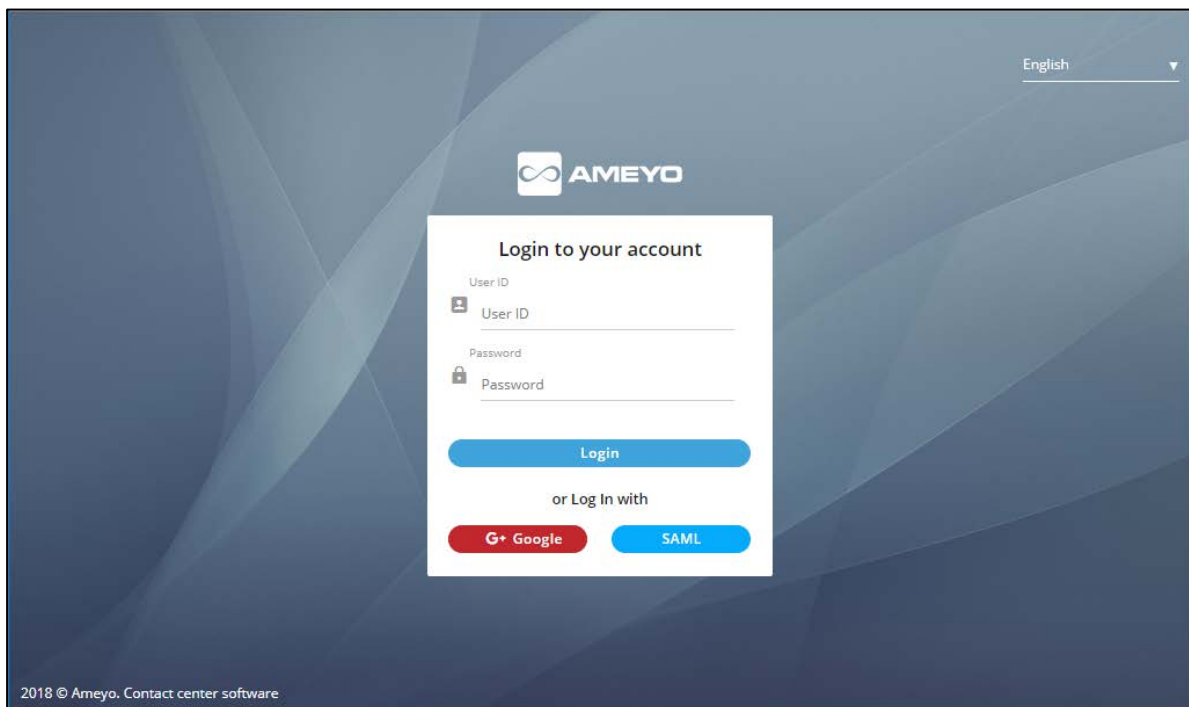 English
AMEYO
Login to your account
User ID
User ID
Password
Password
Login
or Log In with
G+ Google
SAML
2018 © Ameyo. Contact center software